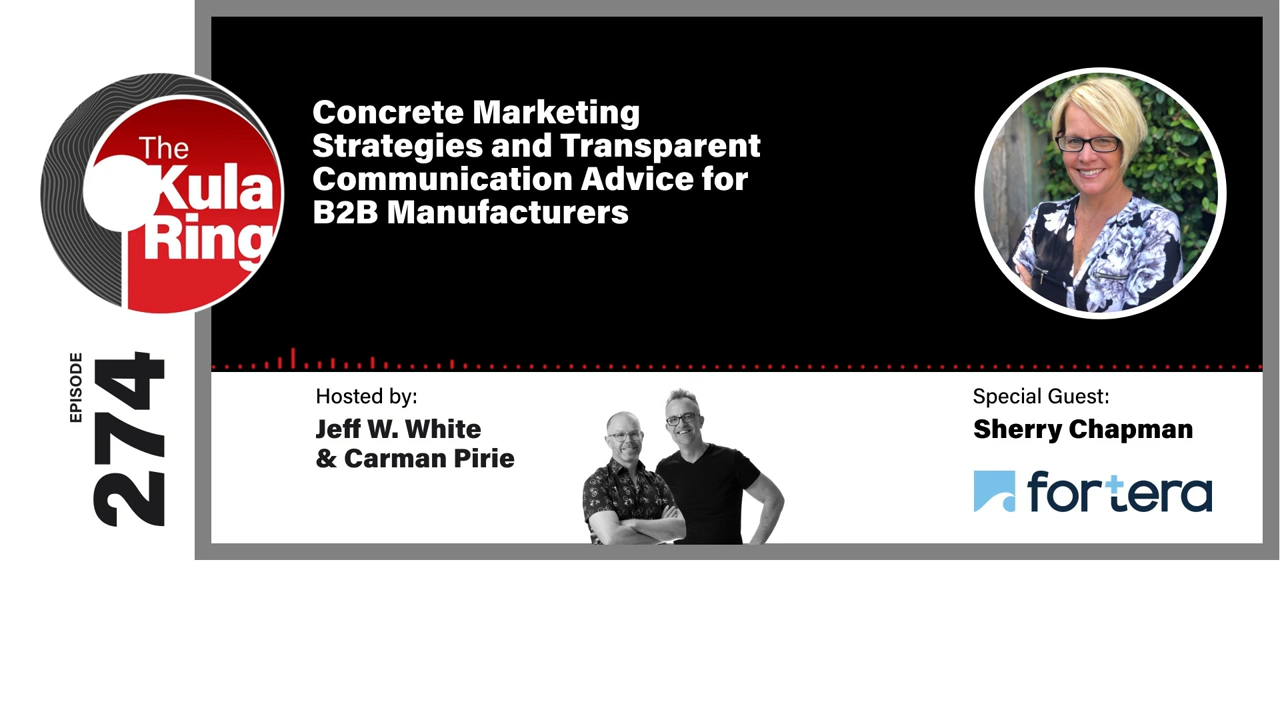 The
Kula
Ring
EPISODE
274
Concrete Marketing
Strategies and Transparent
Communication Advice for
B2B Manufacturers
Hosted by:
Jeff W. White
& Carman Pirie
Special Guest:
Sherry Chapman
fortera